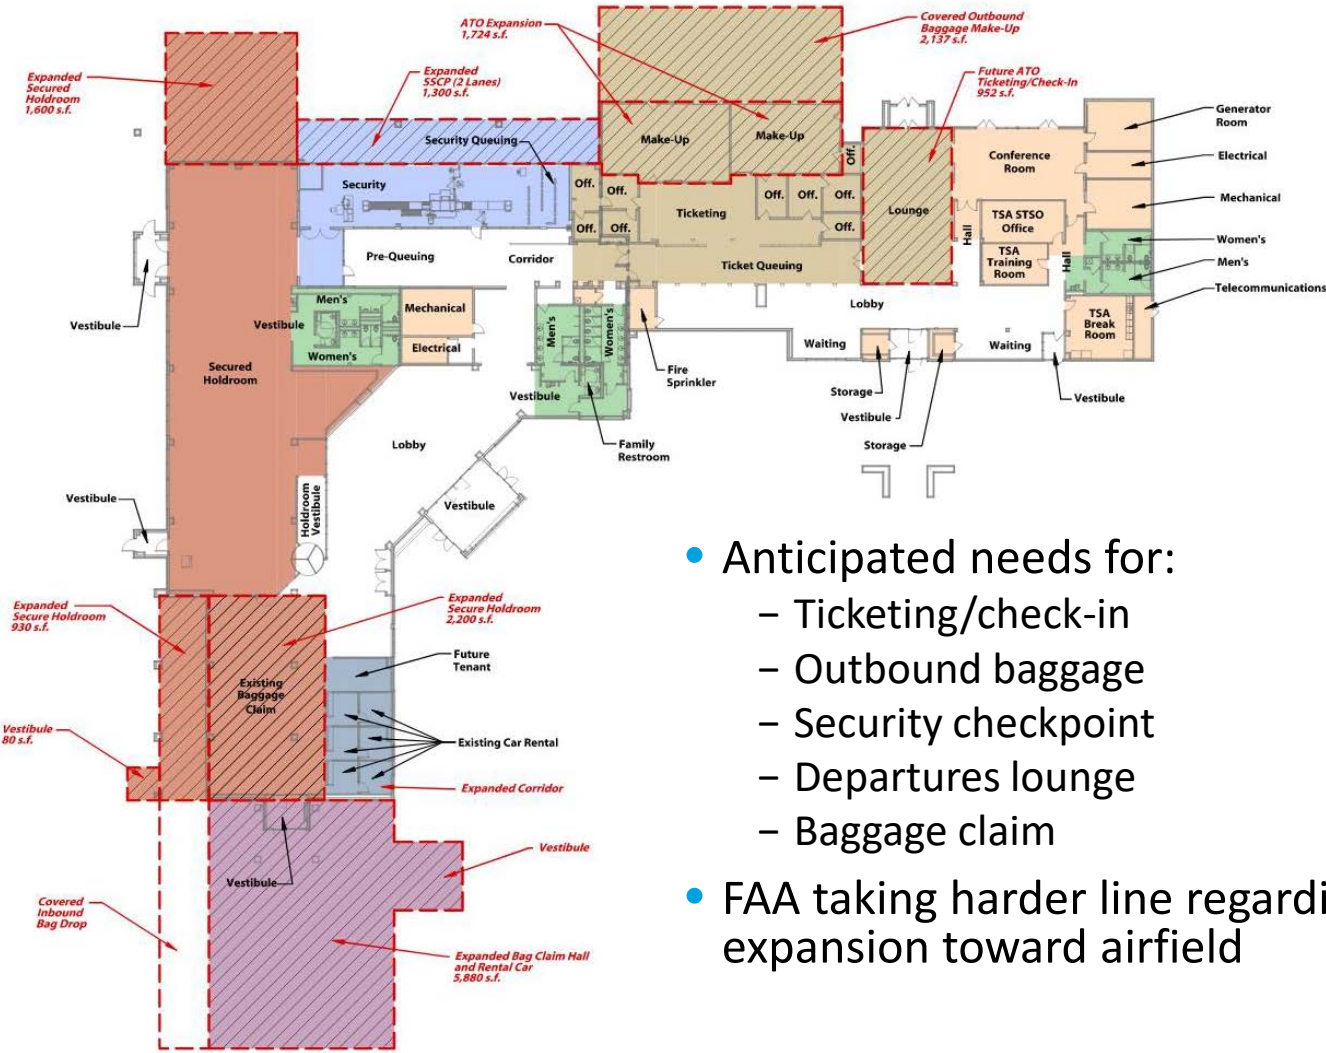 ATO Expansion
1,724 s.f.
Covered Outbound
Baggage Make-Up
2,137 s.f.
Expanded
Secured
Holdroom
1,600 s.f.
Expanded
SSCP (2 Lanes)
1,300 s.f.
Future ATO
Ticketing/Check-In
952 s.f.
Generator
Room
Security Queuing
Make-Up
Make-Up
Off.
Conference
Room
Electrical
Security
Off.
Off.
Off.
Off.
Off.
Mechanical
Ticketing
Lounge
TSA STSO
Office
Off.
Off.
Off.
Hall
Women's
Pre-Queuing
Corridor
Ticket Queuing
TSA
Training
Room
Hall
Men's
Telecommunications
Men's
Mechanical
Lobby
Vestibule
Vestibule
Men's
Women's
TSA
Break
Room
Women's
Electrical
Waiting
Waiting
Secured
Holdroom
Fire
Sprinkler
Vestibule
Storage
Vestibule
Vestibule
Storage
Lobby
Family
Restroom
Vestibule
Holdroom
Vestibule
Vestibule
Expanded
Secure Holdroom
930 s.f.
Expanded
Secure Holdroom
2,200 s.f.
Future
Tenant
Existing
Baggage
Claim
Vestibule
80 s.f.
Existing Car Rental
Expanded Corridor
Vestibule
Vestibule
Covered
Inbound
Bag Drop
Expanded Bag Claim Hall
and Rental Car
5,880 s.f.
• Anticipated needs for:
– Ticketing/check-in
– Outbound baggage
– Security checkpoint
– Departures lounge
– Baggage claim
• FAA taking harder line regardi
expansion toward airfield